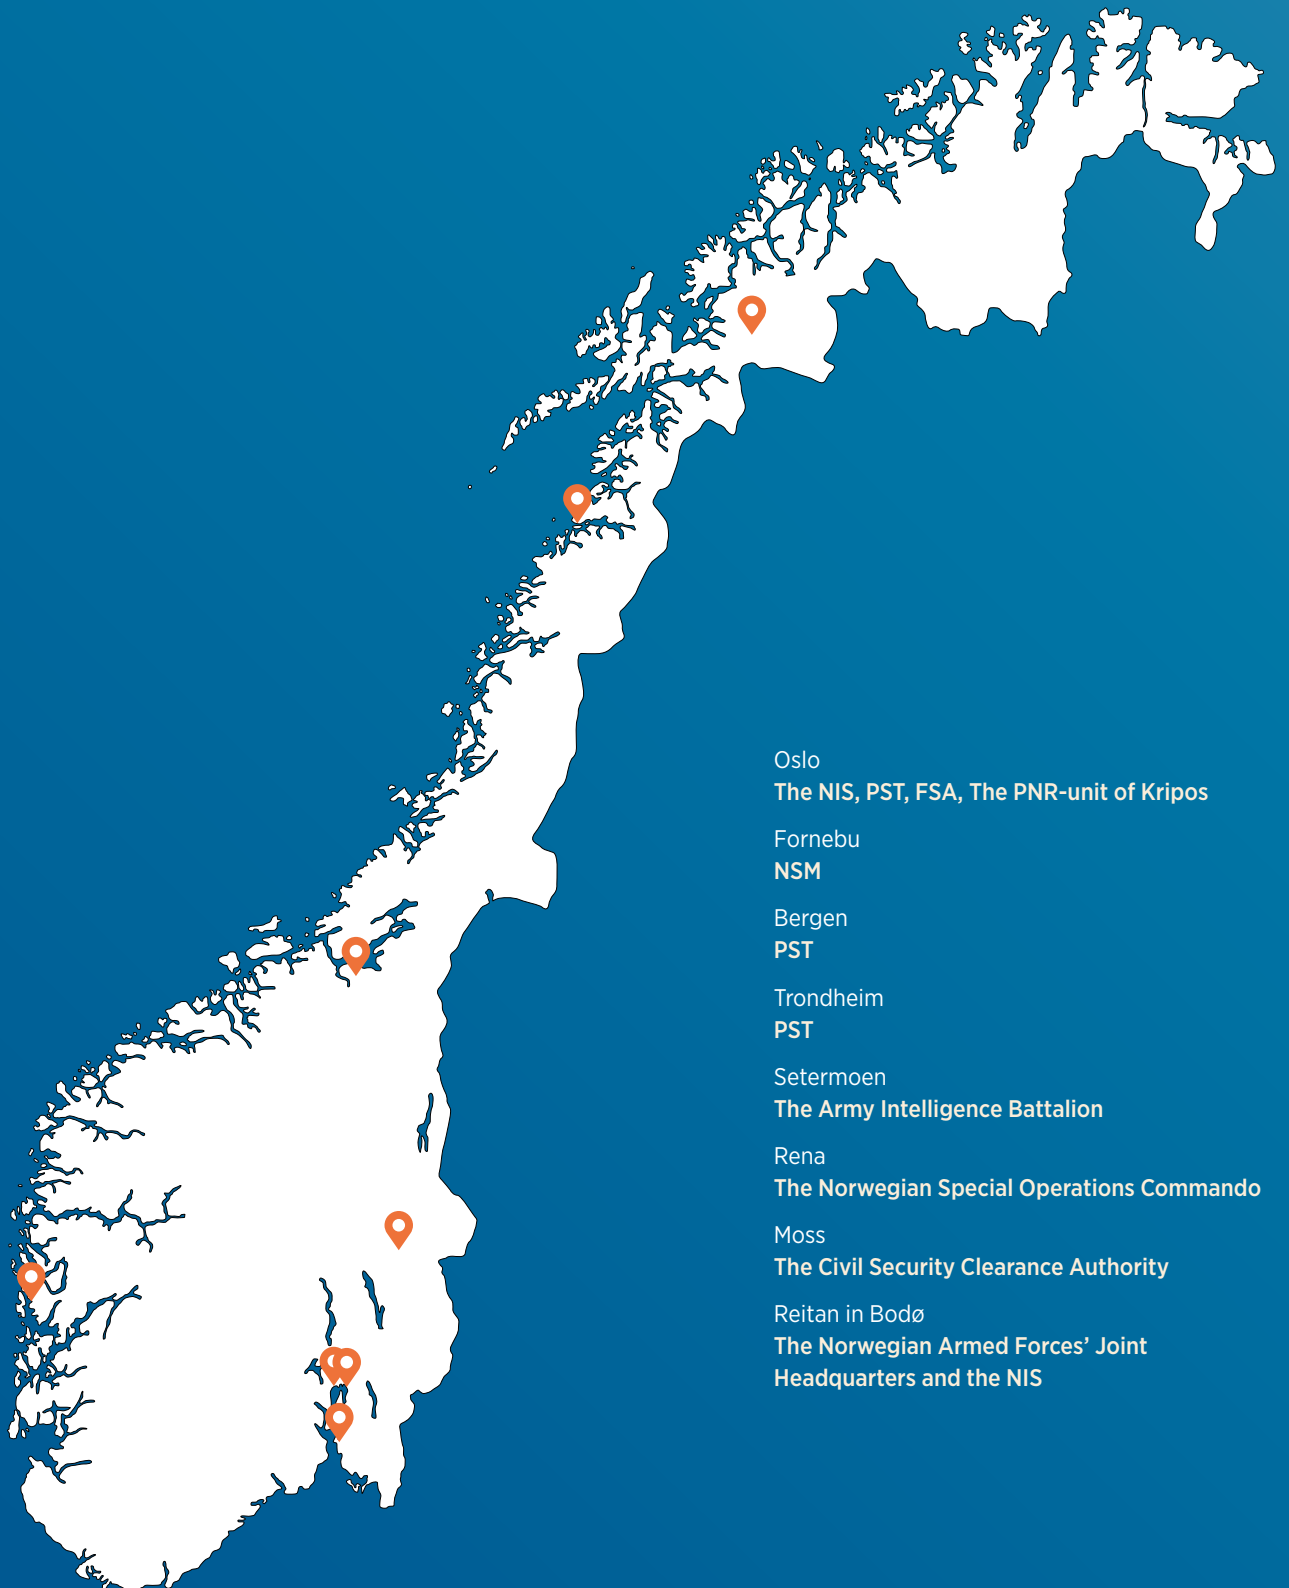 Oslo
The NIS, PST, FSA, The PNR-unit of Kripos
Fornebu
NSM
Bergen
PST
Trondheim
PST
Setermoen
The Army Intelligence Battalion
Rena
The Norwegian Special Operations Commando
Moss
The Civil Security Clearance Authority
Reitan in Bodø
The Norwegian Armed Forces’ Joint
Headquarters and the NIS